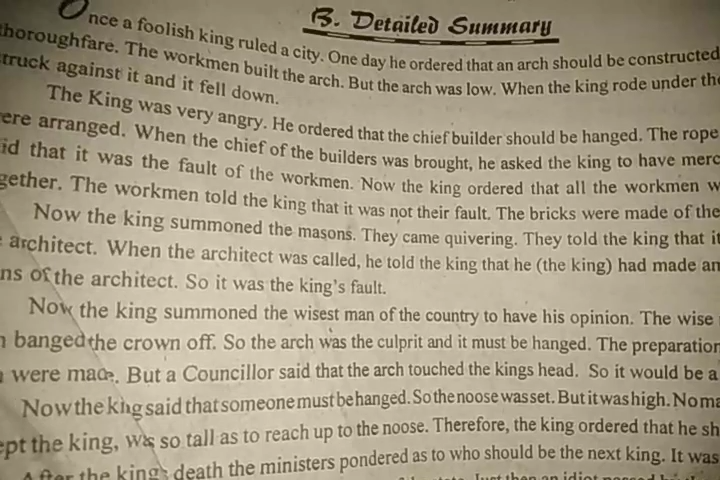 B. Detailed Summary
Once a foolish king ruled a city. One day he ordered that an arch should be constructed
thoroughfare. The workmen built the arch. But the arch was low. When the king rode under the
truck against it and it fell down.
The King was very angry. He ordered that the chief builder should be hanged. The rope
ere arranged. When the chief of the builders was brought, he asked the king to have merc
id that it was the fault of the workmen. Now the king ordered that all the workmen w
gether. The workmen told the king that it was not their fault. The bricks were made of the
Now the king summoned the masons. They came quivering. They told the king that it
architect. When the architect was called, he told the king that he (the king) had made an
ns of the architect. So it was the king's fault.
Now the king summoned the wisest man of the country to have his opinion. The wise
banged the crown off. So the arch was the culprit and it must be hanged. The preparation
were made. But a Councillor said that the arch touched the kings head. So it would be a
Now the king said that someone must be hanged. So the noose was set. But it was high. No ma
ept the king, was so tall as to reach up to the noose. Therefore, the king ordered that he sh
After the kings death the ministers pondered as to who should be the next king. It was
Just then an idiot passed